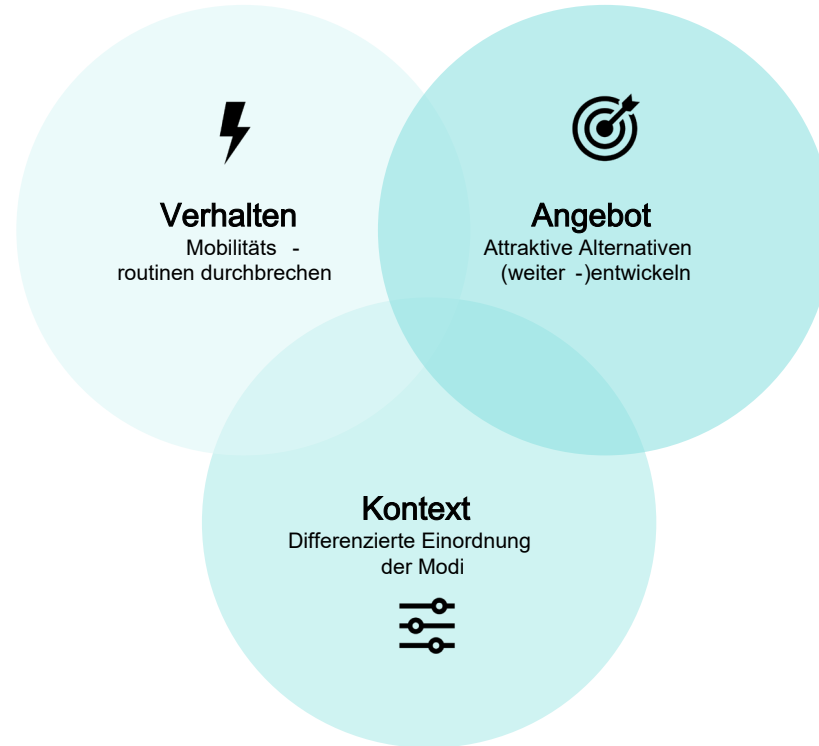 Verhalten
Mobilitäts -
routinen durchbrechen
Angebot
Attraktive Alternativen
(weiter -)entwickeln
Kontext
Differenzierte Einordnung
der Modi